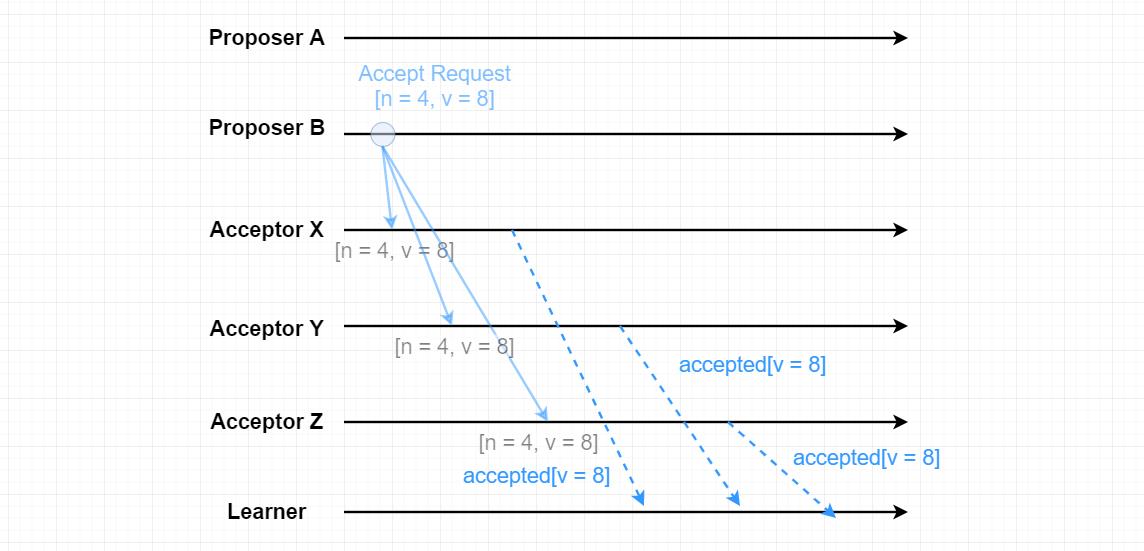 Proposer A
Accept Request
[n = 4, v = 8]
Proposer B
Acceptor X
[n = 4, v = 8]
Acceptor Y
[n = 4, v = 8]
accepted[v = 8]
Acceptor Z
[n = 4, v = 8]
accepted[v = 8]
accepted[v = 8]
Learner